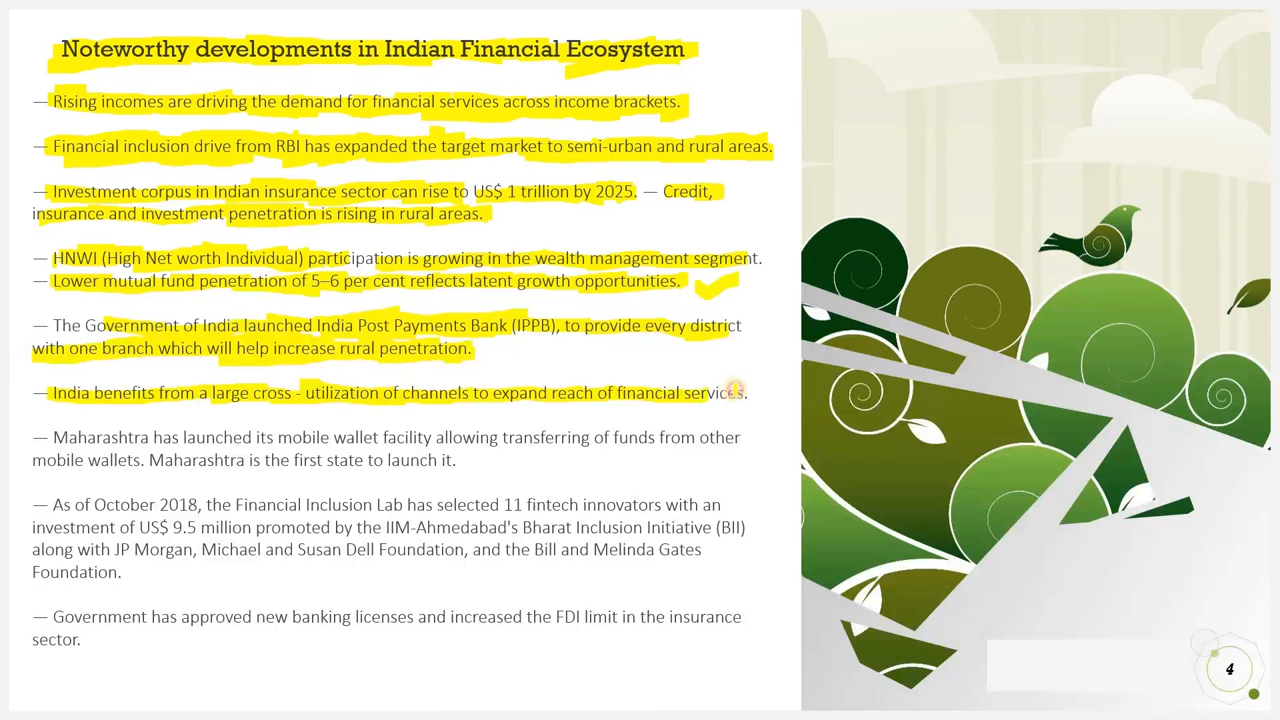 Noteworthy developments in Indian Financial Ecosystem
— Rising incomes are driving the demand for financial services across income brackets.
— Financial inclusion drive from RBI has expanded the target market to semi-urban and rural areas.
— Investment corpus in Indian insurance sector can rise to US$ 1 trillion by 2025. — Credit,
insurance and investment penetration is rising in rural areas.
— HNWI (High Net worth Individual) participation is growing in the wealth management segment.
— Lower mutual fund penetration of 5–6 per cent reflects latent growth opportunities.
— The Government of India launched India Post Payments Bank (IPPB), to provide every district
with one branch which will help increase rural penetration.
— India benefits from a large cross - utilization of channels to expand reach of financial services.
— Maharashtra has launched its mobile wallet facility allowing transferring of funds from other
mobile wallets. Maharashtra is the first state to launch it.
— As of October 2018, the Financial Inclusion Lab has selected 11 fintech innovators with an
investment of US$ 9.5 million promoted by the IIM-Ahmedabad's Bharat Inclusion Initiative (BII)
along with JP Morgan, Michael and Susan Dell Foundation, and the Bill and Melinda Gates
Foundation.
— Government has approved new banking licenses and increased the FDI limit in the insurance
sector.
4